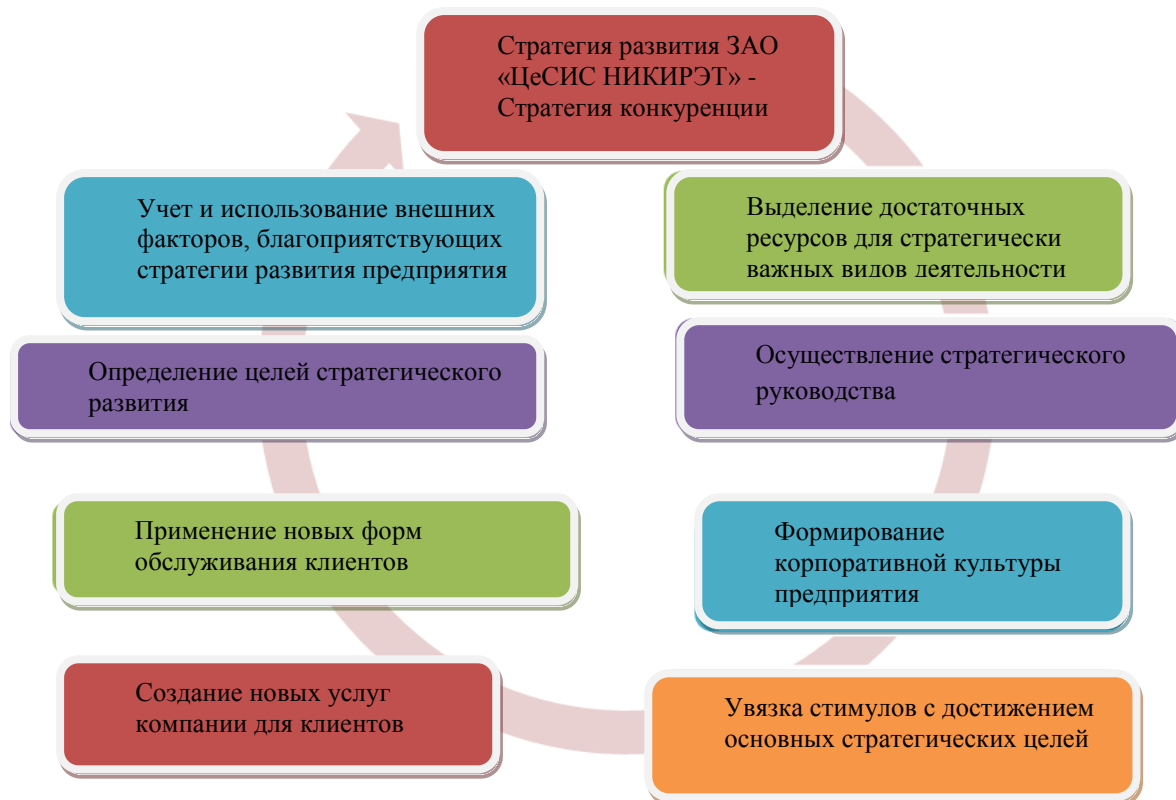 Стратегия развития ЗАО
«ЦеСИС НИКИРЭТ» -
Стратегия конкуренции
Учет и использование внешних
факторов, благоприятствующих
стратегии развития предприятия
Выделение достаточных
ресурсов для стратегически
важных видов деятельности
Определение целей стратегического
развития
Осуществление стратегического
руководства
Применение новых форм
обслуживания клиентов
Формирование
корпоративной культуры
предприятия
Создание новых услуг
компании для клиентов
Увязка стимулов с достижением
основных стратегических целей